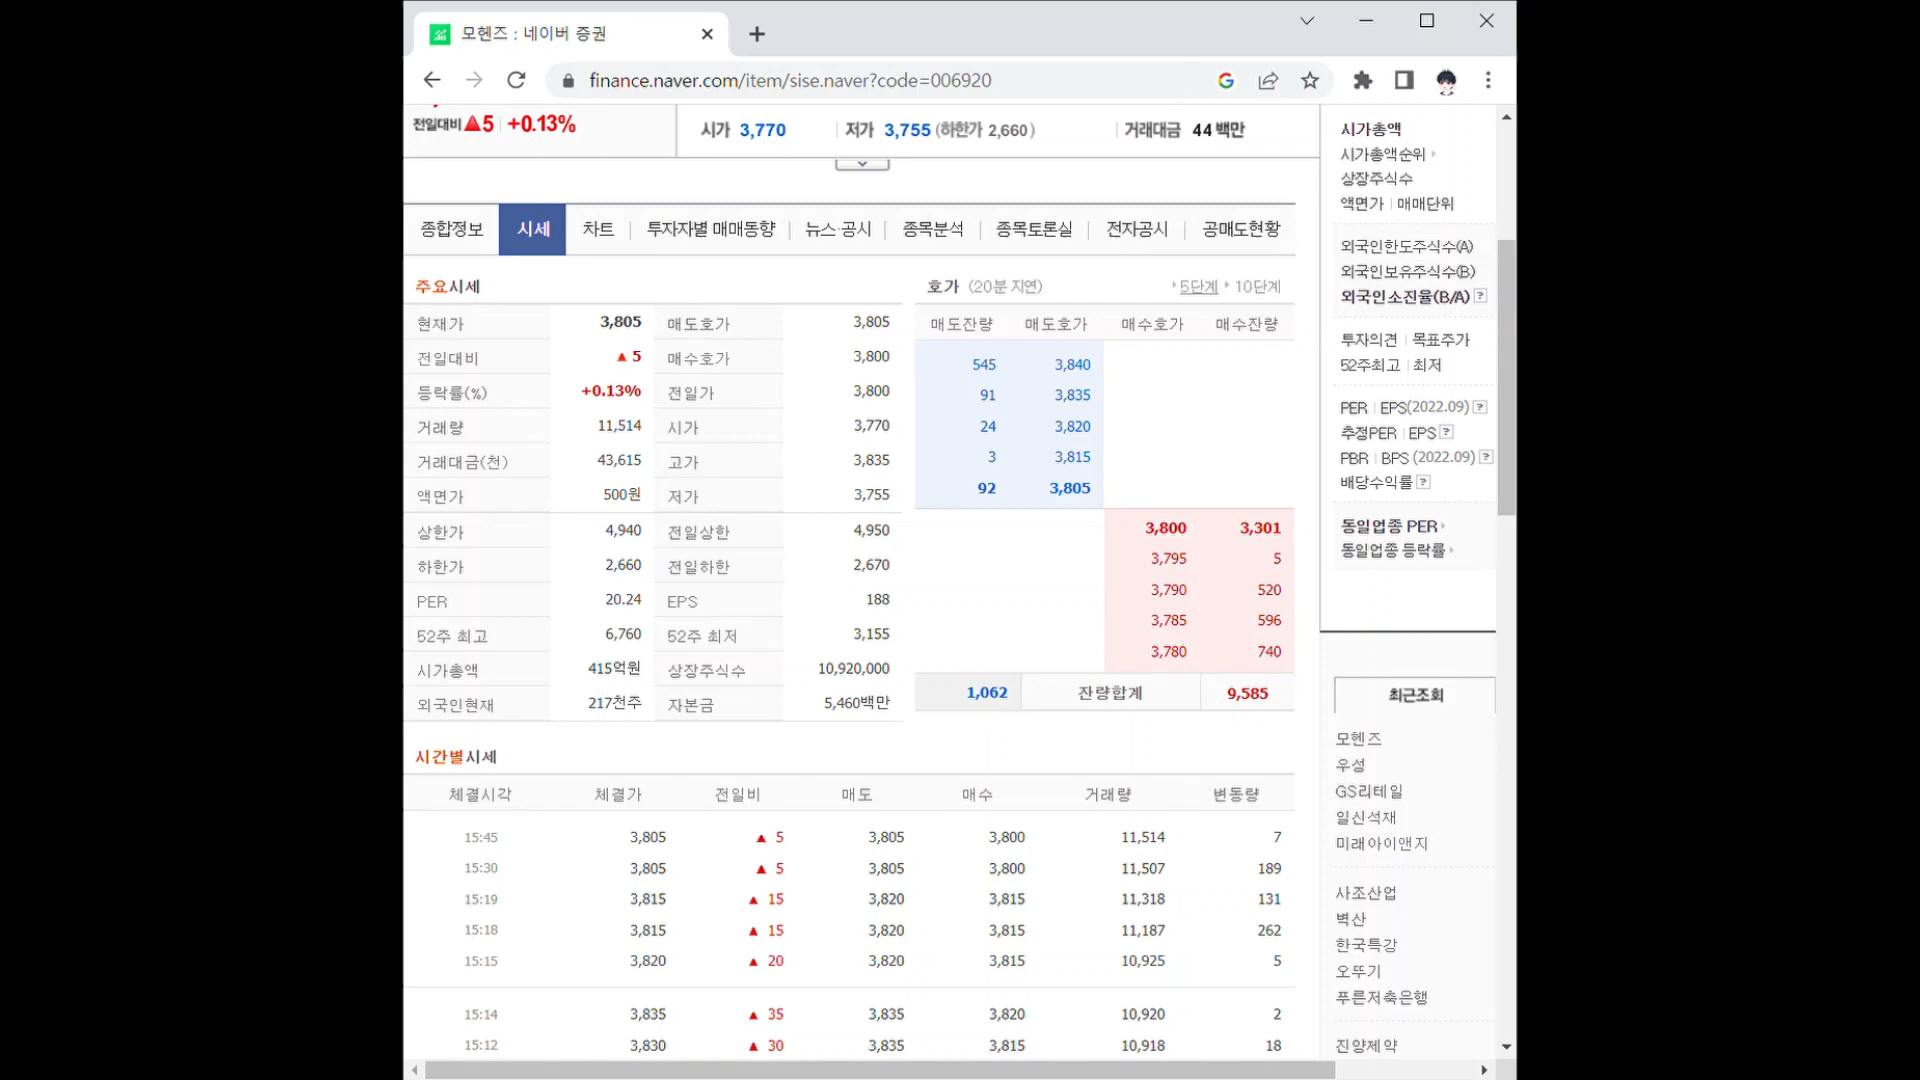 모헨즈 : 네이버 증권
finance.naver.com/item/sise.naver?code=006920
전일대비 ▲5 +0.13%
시가 3,770 저가 3,755 (하한가 2,660) 거래대금 44 백만
종합정보 시세 차트 투자자별 매매동향 뉴스·공시 종목분석 종목토론실 전자공시 공매도현황
주요시세
현재가 3,805 매도호가 3,805
전일대비 ▲ 5 매수호가 3,800
등락률(%) +0.13% 전일가 3,800
거래량 11,514 시가 3,770
거래대금(천) 43,615 고가 3,835
액면가 500원 저가 3,755
상한가 4,940 전일상한 4,950
하한가 2,660 전일하한 2,670
PER 20.24 EPS 188
52주 최고 6,760 52주 최저 3,155
시가총액 415억원 상장주식수 10,920,000
외국인현재 217천주 자본금 5,460백만
호가 (20분 지연) 5단계 10단계
매도잔량 매도호가 매수호가 매수잔량
545 3,840
91 3,835
24 3,820
3 3,815
92 3,805
3,800 3,301
3,795 5
3,790 520
3,785 596
3,780 740
1,062 잔량합계 9,585
시간별시세
체결시각 체결가 전일비 매도 매수 거래량 변동량
15:45 3,805 ▲ 5 3,805 3,800 11,514 7
15:30 3,805 ▲ 5 3,805 3,800 11,507 189
15:19 3,815 ▲ 15 3,820 3,815 11,318 131
15:18 3,815 ▲ 15 3,820 3,815 11,187 262
15:15 3,820 ▲ 20 3,820 3,815 10,925 5
15:14 3,835 ▲ 35 3,835 3,820 10,920 2
15:12 3,830 ▲ 30 3,835 3,815 10,918 18
시가총액
시가총액순위
상장주식수
액면가 | 매매단위
외국인한도주식수(A)
외국인보유주식수(B)
외국인소진율(B/A) ?
투자의견 | 목표주가
52주최고 | 최저
PER | EPS(2022.09) ?
추정PER | EPS ?
PBR | BPS (2022.09) ?
배당수익률 ?
동일업종 PER
동일업종 등락률
최근조회
모헨즈
우성
GS리테일
일신석재
미래아이앤지
사조산업
벽산
한국특강
오뚜기
푸른저축은행
진양제약